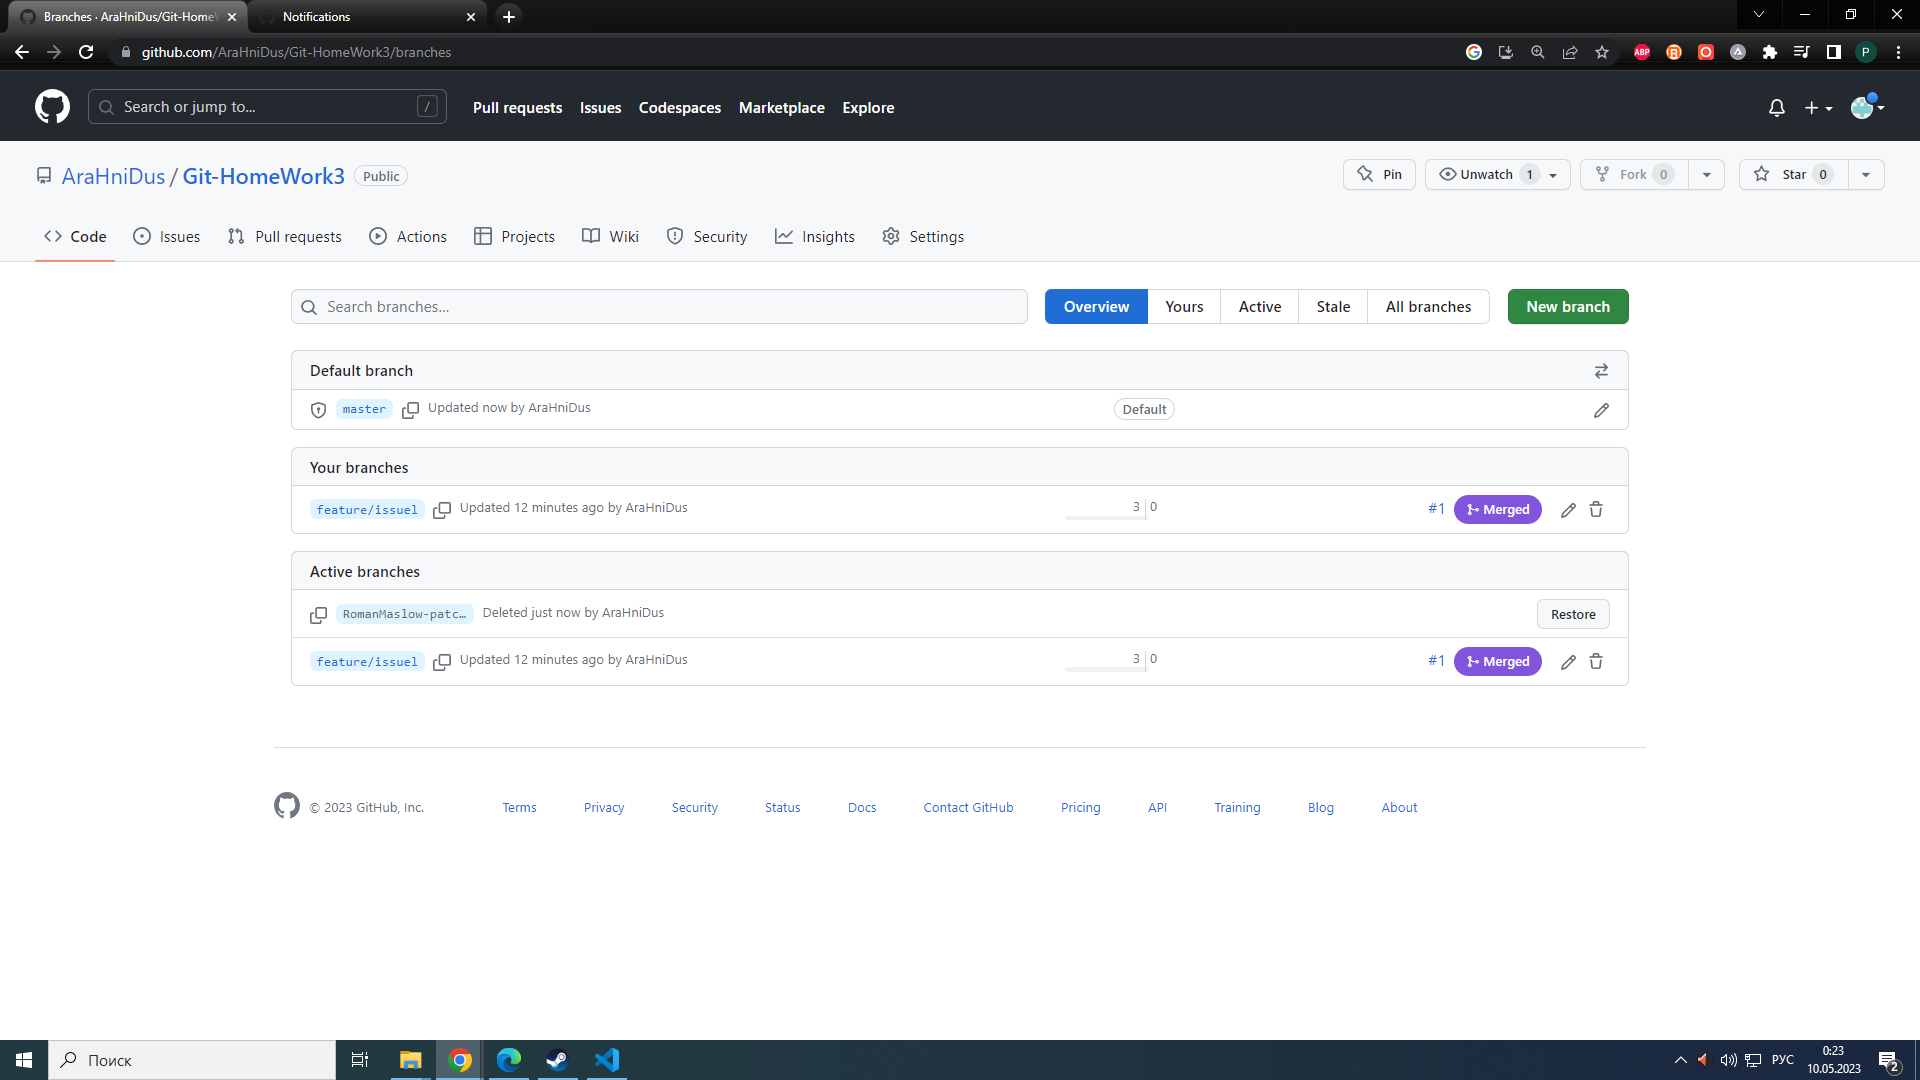 Branches · AraHniDus/Git-HomeW
Notifications
github.com/AraHniDus/Git-HomeWork3/branches
ABP
P
Search or jump to...
/
Pull requests
Issues
Codespaces
Marketplace
Explore
AraHniDus / Git-HomeWork3
Public
Pin
Unwatch 1
Fork 0
Star 0
Code
Issues
Pull requests
Actions
Projects
Wiki
Security
Insights
Settings
Search branches...
Overview
Yours
Active
Stale
All branches
New branch
Default branch
master
Updated now by AraHniDus
Default
Your branches
feature/issue1
Updated 12 minutes ago by AraHniDus
3 0
#1
Merged
Active branches
RomanMaslow-patc…
Deleted just now by AraHniDus
Restore
feature/issue1
Updated 12 minutes ago by AraHniDus
3 0
#1
Merged
© 2023 GitHub, Inc.
Terms
Privacy
Security
Status
Docs
Contact GitHub
Pricing
API
Training
Blog
About
Поиск
РУС
0:23
10.05.2023
2